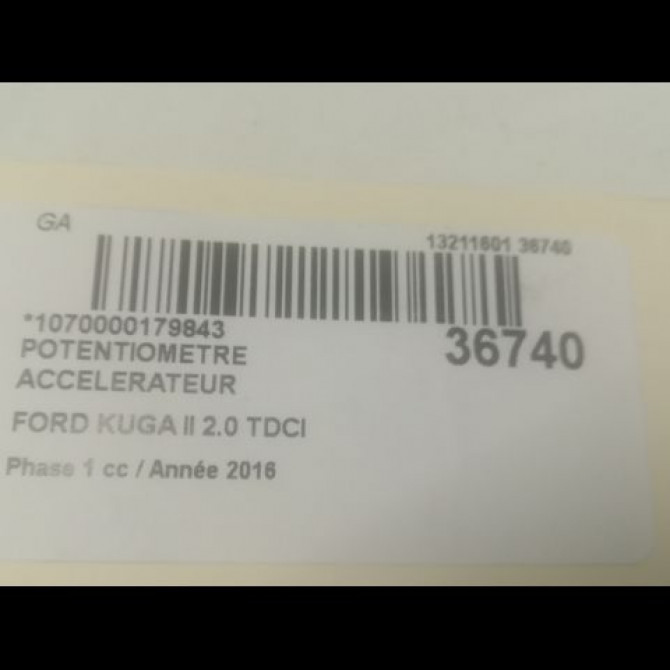 GA
13211601 36740
*1070000179843
36740
POTENTIOMETRE
ACCELERATEUR
FORD KUGA II 2.0 TDCI
Phase 1 cc / Année 2016